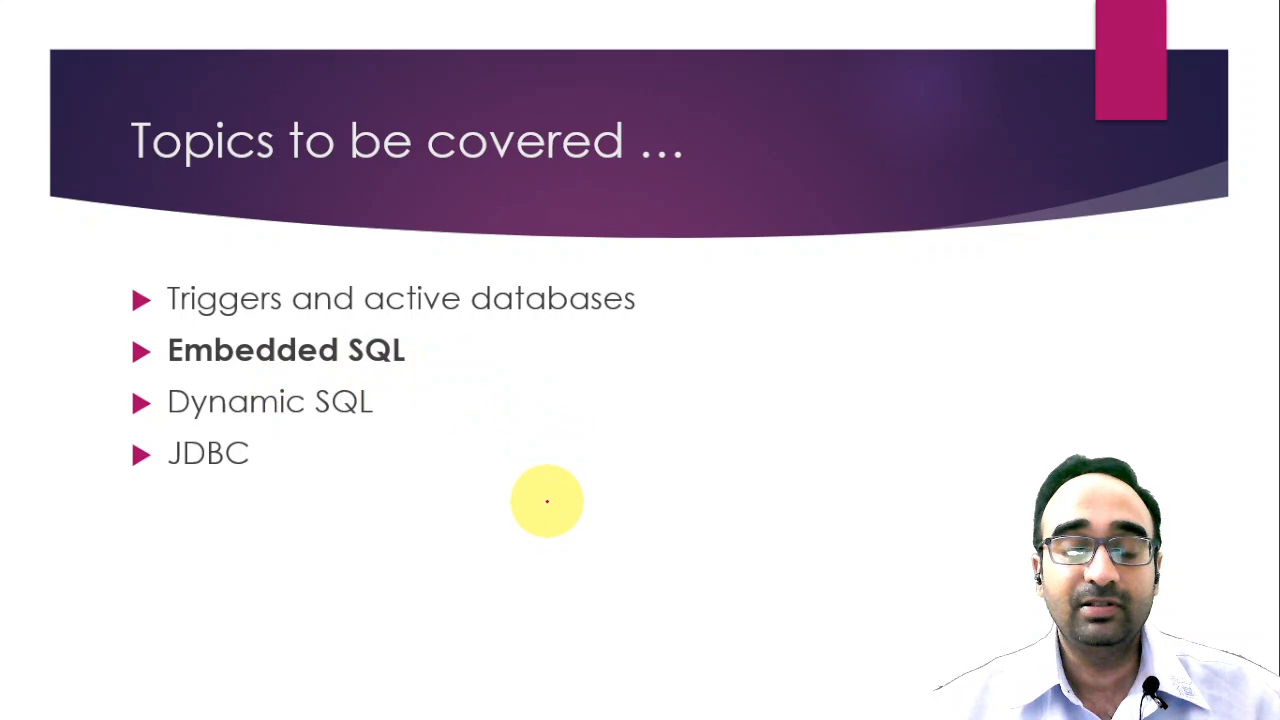 Topics to be covered …
Triggers and active databases
Embedded SQL
Dynamic SQL
JDBC